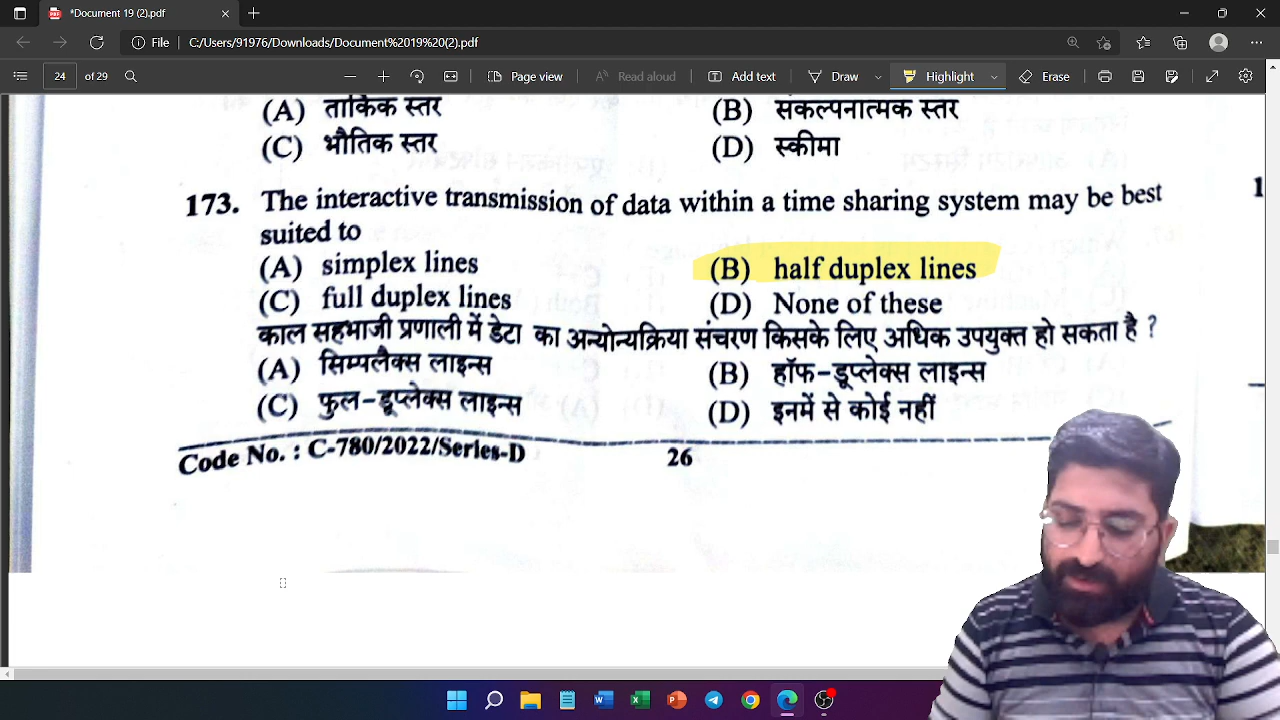 *Document 19 (2).pdf
File C:/Users/91976/Downloads/Document%2019%20(2).pdf
24 of 29 Page view Read aloud Add text Draw Highlight Erase
(A) तार्किक स्तर (B) संकल्पनात्मक स्तर
(C) भौतिक स्तर (D) स्कीमा
173. The interactive transmission of data within a time sharing system may be best
suited to
(A) simplex lines (B) half duplex lines
(C) full duplex lines (D) None of these
काल सहभाजी प्रणाली में डेटा का अन्योन्यक्रिया संचरण किसके लिए अधिक उपयुक्त हो सकता है ?
(A) सिम्पलैक्स लाइन्स (B) हॉफ-डूप्लेक्स लाइन्स
(C) फुल-डूप्लेक्स लाइन्स (D) इनमें से कोई नहीं
Code No. : C-780/2022/Series-D 26